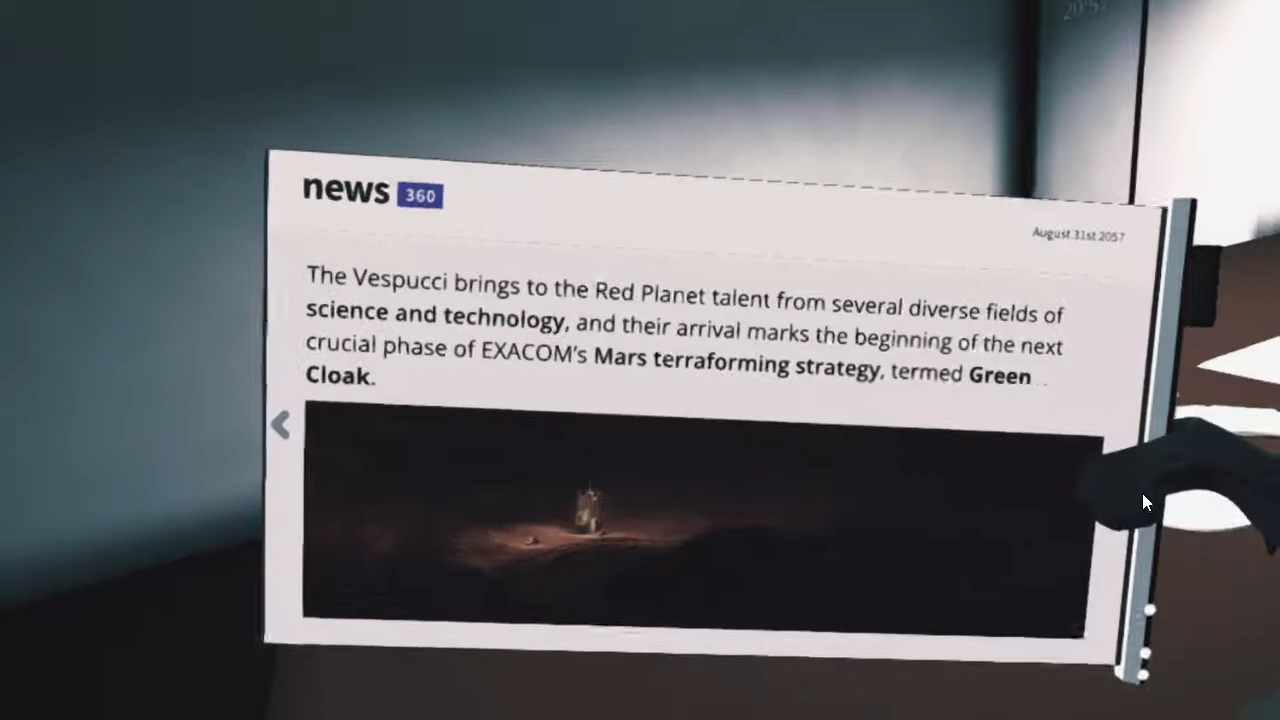 20:57
news 360
August 31st 2057
The Vespucci brings to the Red Planet talent from several diverse fields of
science and technology, and their arrival marks the beginning of the next
crucial phase of EXACOM's Mars terraforming strategy, termed Green
Cloak.